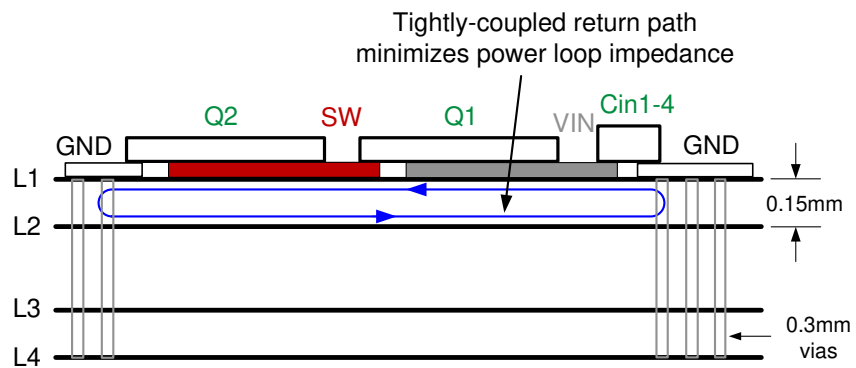 Tightly-coupled return path
minimizes power loop impedance
Q2
SW
Q1
VIN
Cin1-4
GND
GND
L1
0.15mm
L2
L3
0.3mm
vias
L4